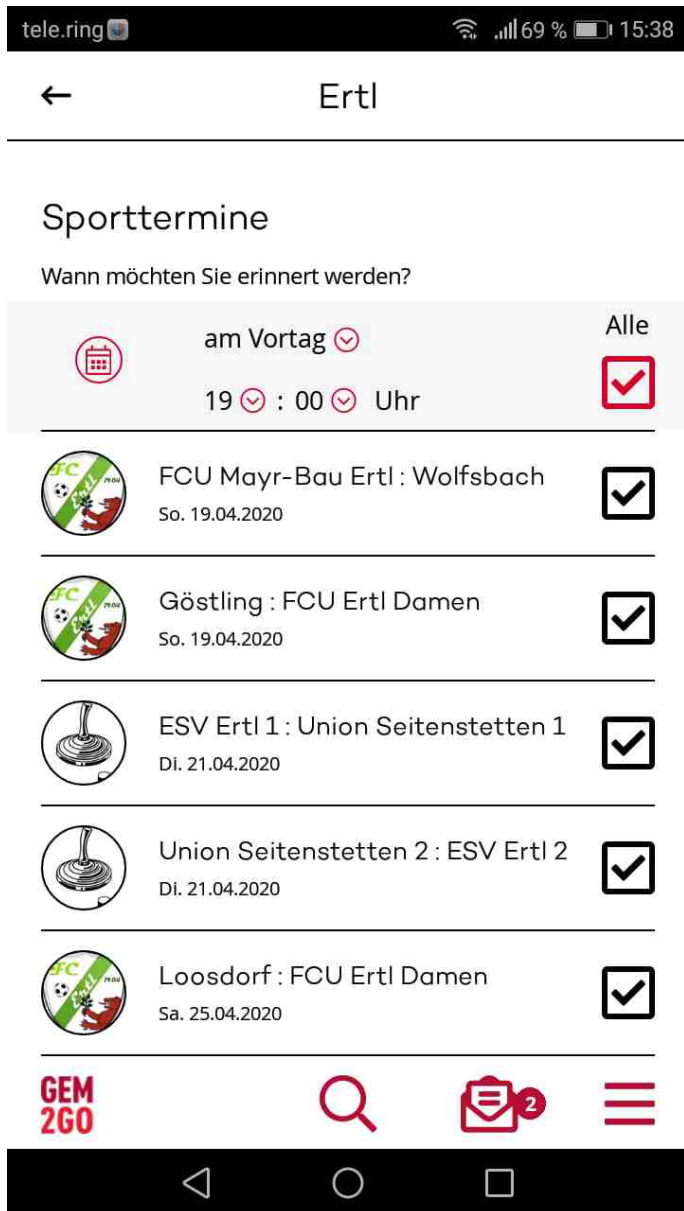 tele.ring 69 % 15:38
Ertl
Sporttermine
Wann möchten Sie erinnert werden?
Alle
am Vortag
19 : 00 Uhr
FCU Mayr-Bau Ertl : Wolfsbach
So. 19.04.2020
Göstling : FCU Ertl Damen
So. 19.04.2020
ESV Ertl 1 : Union Seitenstetten 1
Di. 21.04.2020
Union Seitenstetten 2 : ESV Ertl 2
Di. 21.04.2020
Loosdorf : FCU Ertl Damen
Sa. 25.04.2020
GEM
2GO
2